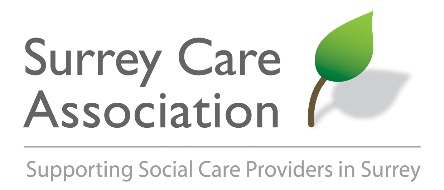 Surrey Care
Association
Supporting Social Care Providers in Surrey